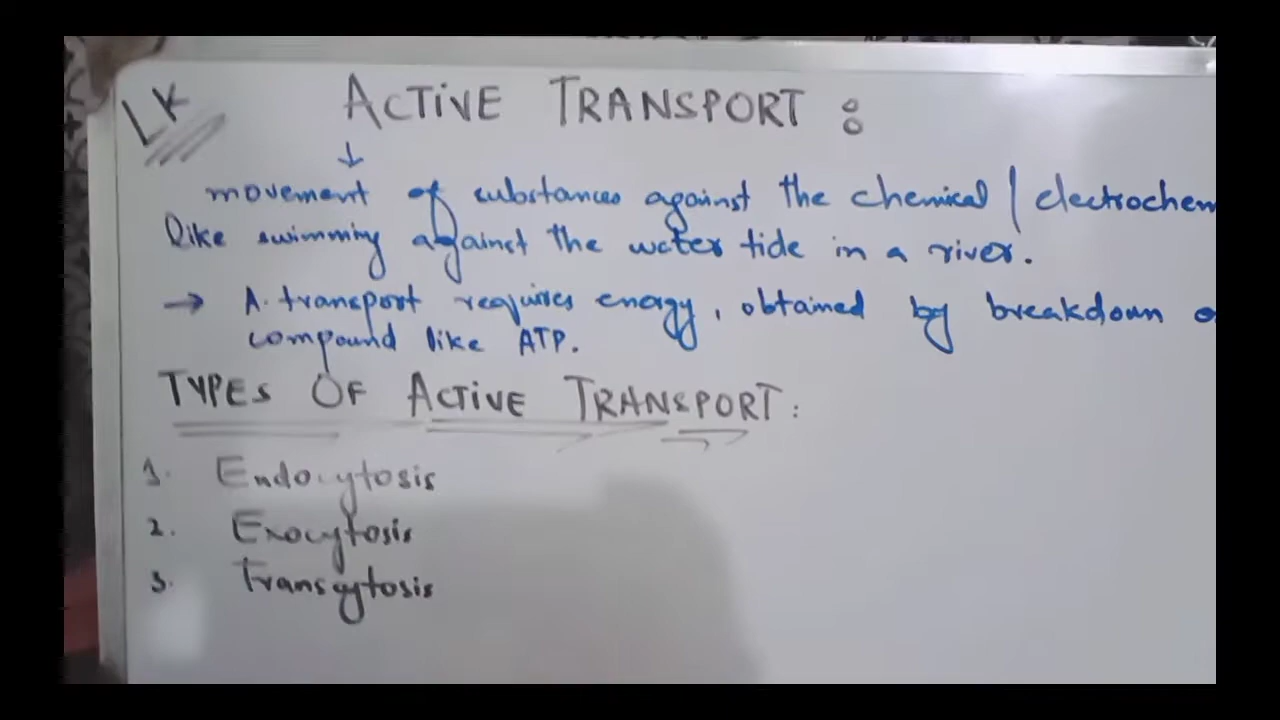 LK
ACTIVE TRANSPORT :
↓
movement of substances against the chemical / electrochem
like swimming against the water tide in a river.
→ A. transport requires energy, obtained by breakdown o
compound like ATP.
TYPES OF ACTIVE TRANSPORT:
1. Endocytosis
2. Exocytosis
3. Transcytosis